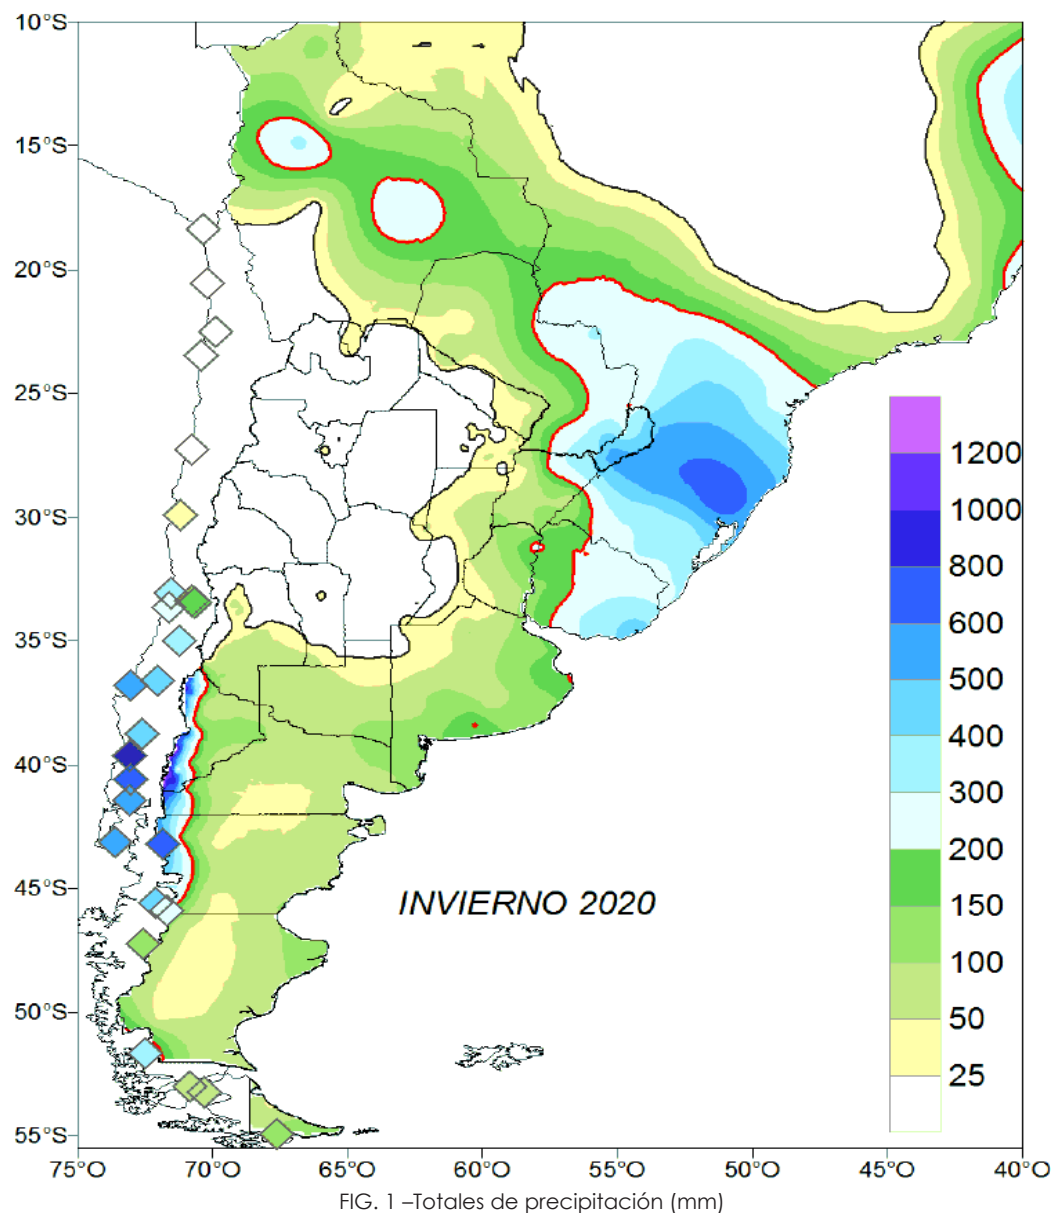 10°S
15°S
20°S
25°S
30°S
35°S
40°S
45°S
50°S
55°S
1200
1000
800
600
500
400
300
200
150
100
50
25
INVIERNO 2020
75°O 70°O 65°O 60°O 55°O 50°O 45°O 40°O
FIG. 1 –Totales de precipitación (mm)